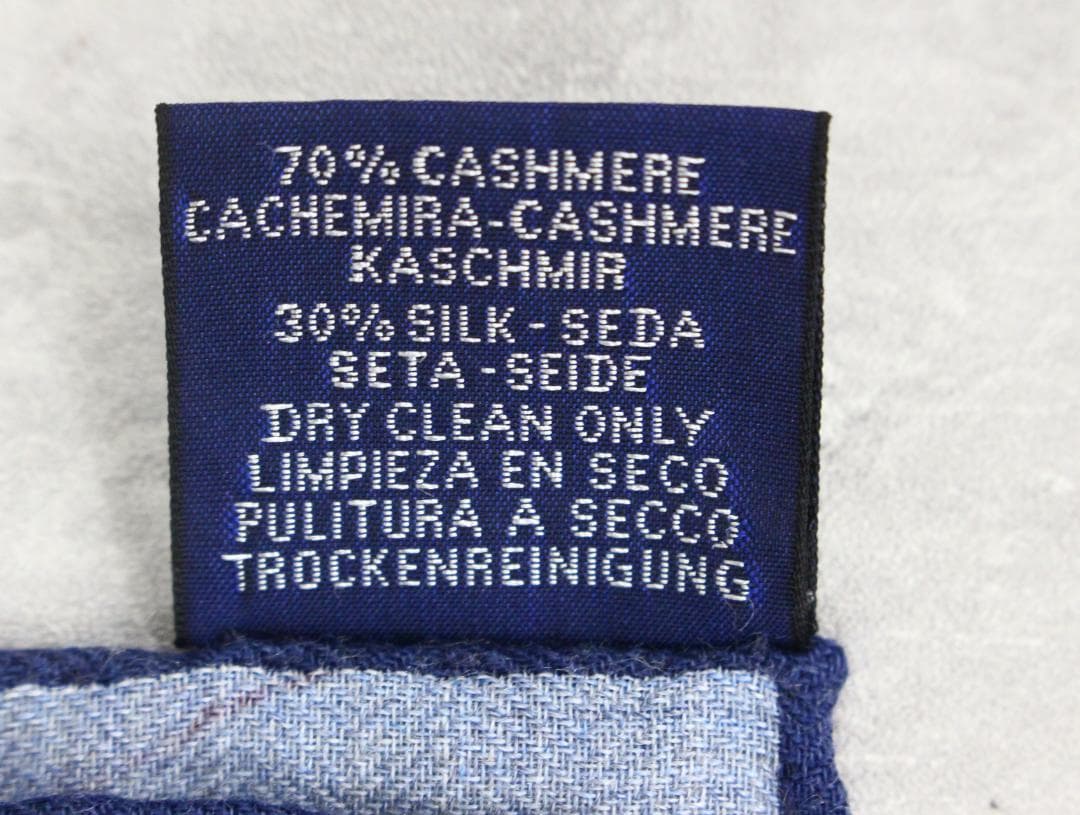 70% CASHMERE
CACHEMIRA-CASHMERE
KASCHMIR
30% SILK - SEDA
SETA - SEIDE
DRY CLEAN ONLY
LIMPIEZA EN SECO
PULITURA A SECCO
TROCKENREINIGUNG